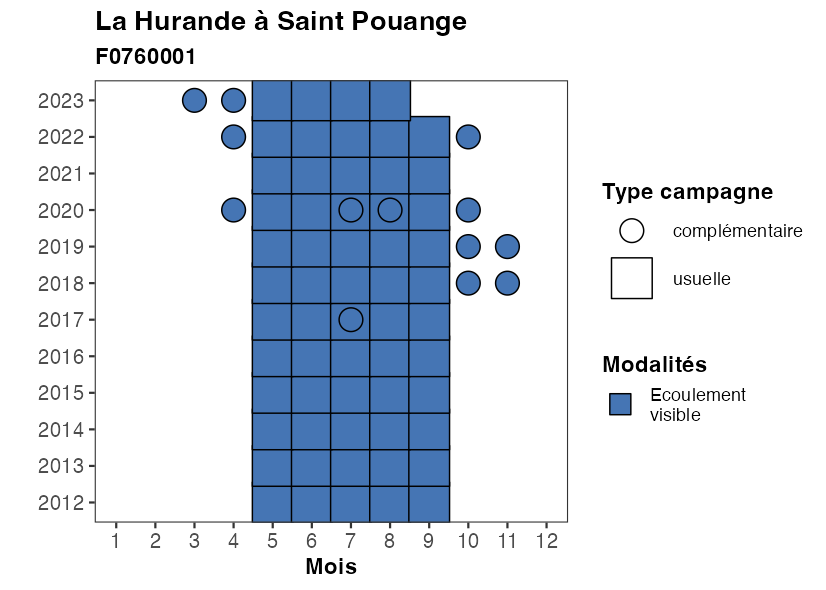 La Hurande à Saint Pouange
F0760001
2023
2022
2021
2020
2019
2018
2017
2016
2015
2014
2013
2012
1 2 3 4 5 6 7 8 9 10 11 12
Mois
Type campagne
complémentaire
usuelle
Modalités
Ecoulement
visible